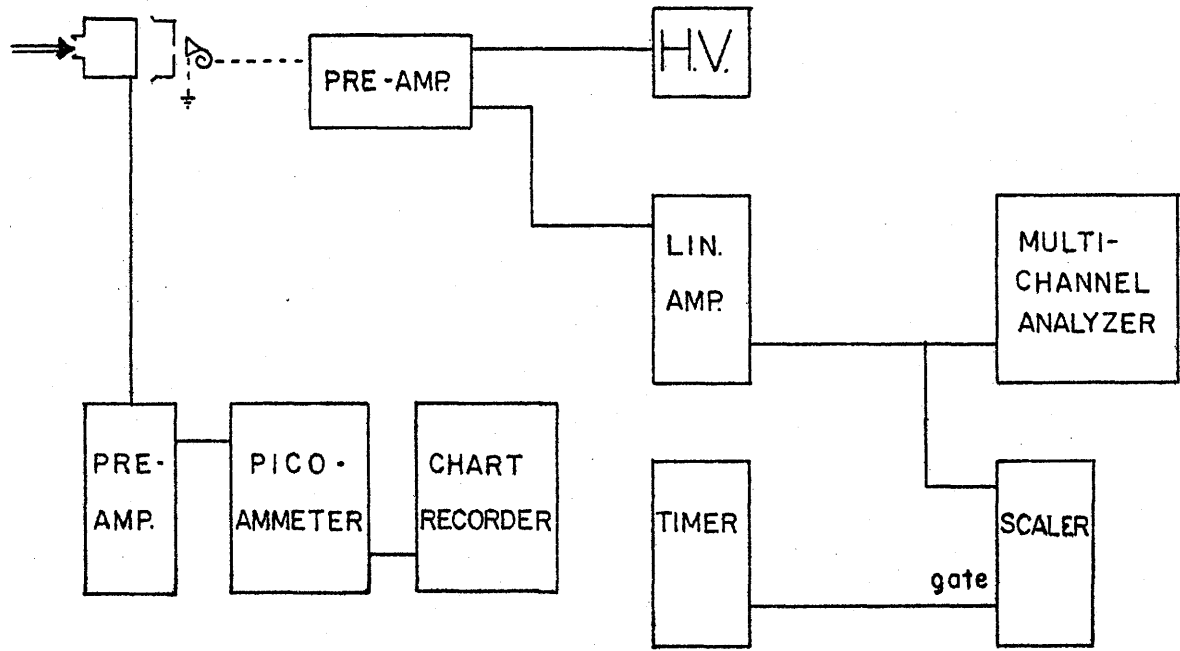 H.V.
PRE-AMP.
LIN.
AMP.
MULTI-
CHANNEL
ANALYZER
PRE-
AMP.
PICO-
AMMETER
CHART
RECORDER
TIMER
SCALER
gate